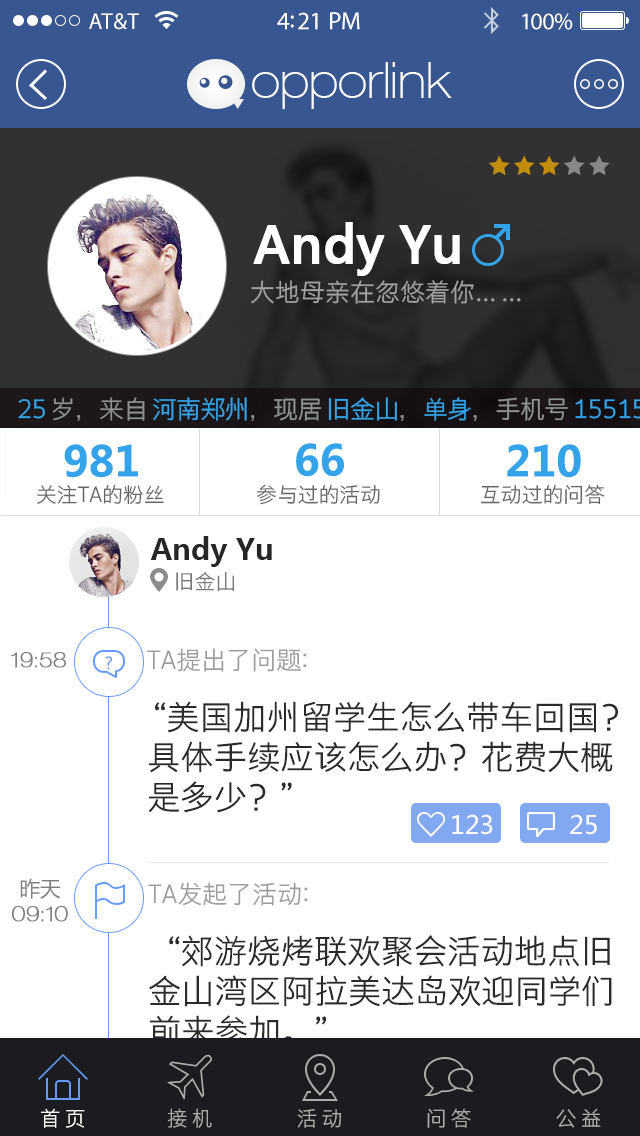 AT&T 4:21 PM 100%
opporlink
Andy Yu
大地母亲在忽悠着你... ...
25岁，来自河南郑州，现居旧金山，单身，手机号15515
981 66 210
关注TA的粉丝 参与过的活动 互动过的问答
Andy Yu
旧金山
19:58 TA提出了问题:
“美国加州留学生怎么带车回国？
具体手续应该怎么办？花费大概
是多少？”
123 25
昨天
09:10
TA发起了活动:
“郊游烧烤联欢聚会活动地点旧
金山湾区阿拉美达岛欢迎同学们
前来参加。”
首页 接机 活动 问答 公益